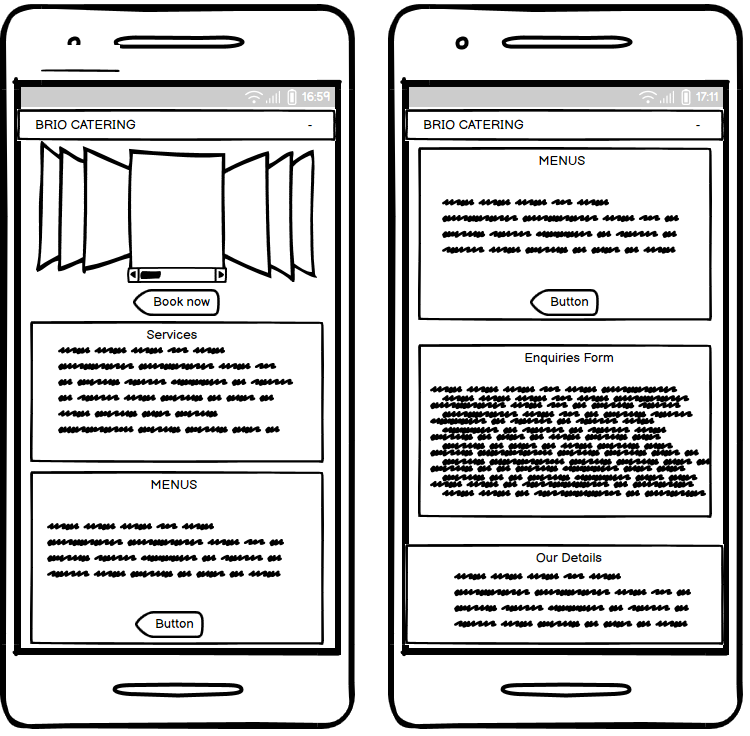 16:59
BRIO CATERING -
Book now
Services
MENUS
Button
17:11
BRIO CATERING -
MENUS
Button
Enquiries Form
Our Details